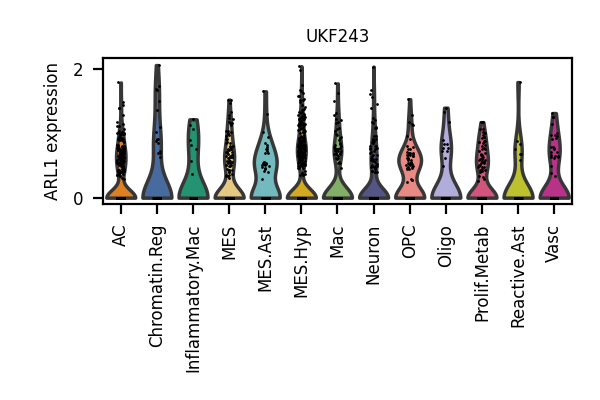 UKF243
ARL1 expression
2
0
AC
Chromatin.Reg
Inflammatory.Mac
MES
MES.Ast
MES.Hyp
Mac
Neuron
OPC
Oligo
Prolif.Metab
Reactive.Ast
Vasc